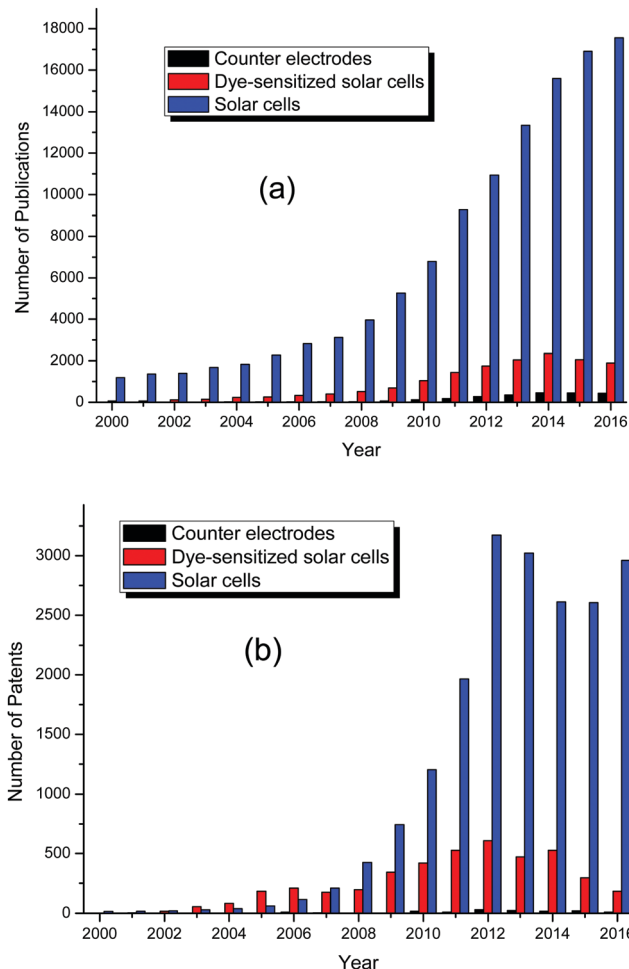 18000
16000
14000
12000
10000
8000
6000
4000
2000
0
Number of Publications
Counter electrodes
Dye-sensitized solar cells
Solar cells
(a)
2000 2002 2004 2006 2008 2010 2012 2014 2016
Year
3000
2500
2000
1500
1000
500
0
Number of Patents
Counter electrodes
Dye-sensitized solar cells
Solar cells
(b)
2000 2002 2004 2006 2008 2010 2012 2014 2016
Year